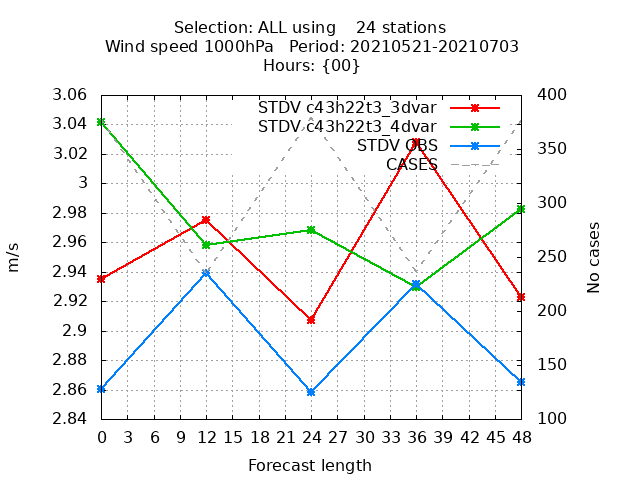 Selection: ALL using    24 stations
Wind speed 1000hPa   Period: 20210521-20210703
Hours: {00}
3.06
3.04
3.02
3
2.98
2.96
2.94
2.92
2.9
2.88
2.86
2.84
m/s
STDV c43h22t3_3dvar
STDV c43h22t3_4dvar
STDV OBS
CASES
400
350
300
250
200
150
100
No cases
0 3 6 9 12 15 18 21 24 27 30 33 36 39 42 45 48
Forecast length